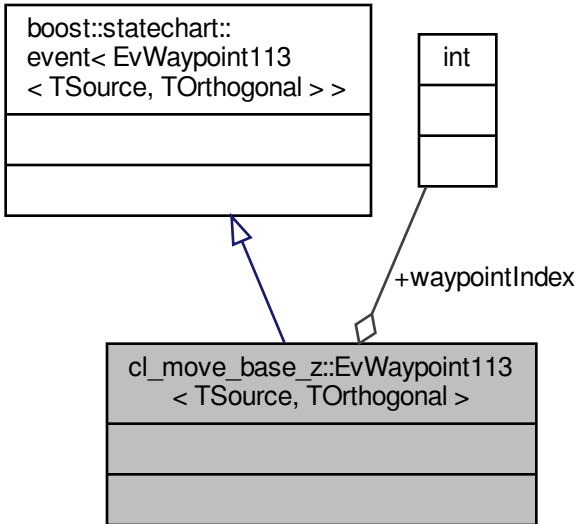 boost::statechart::
event< EvWaypoint113
< TSource, TOrthogonal > >
int
+waypointIndex
cl_move_base_z::EvWaypoint113
< TSource, TOrthogonal >